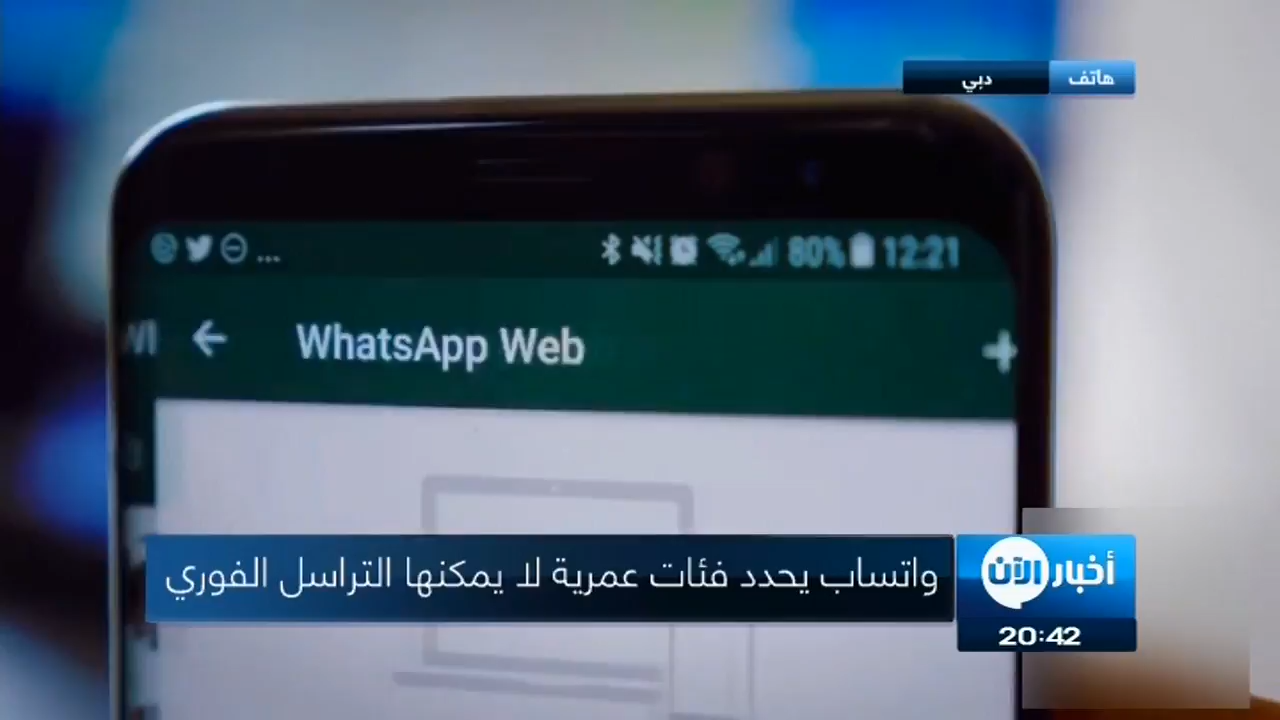 هاتف دبي
... 80% 12:21
WhatsApp Web
واتساب يحدد فئات عمرية لا يمكنها التراسل الفوري
أخبار الآن
20:42